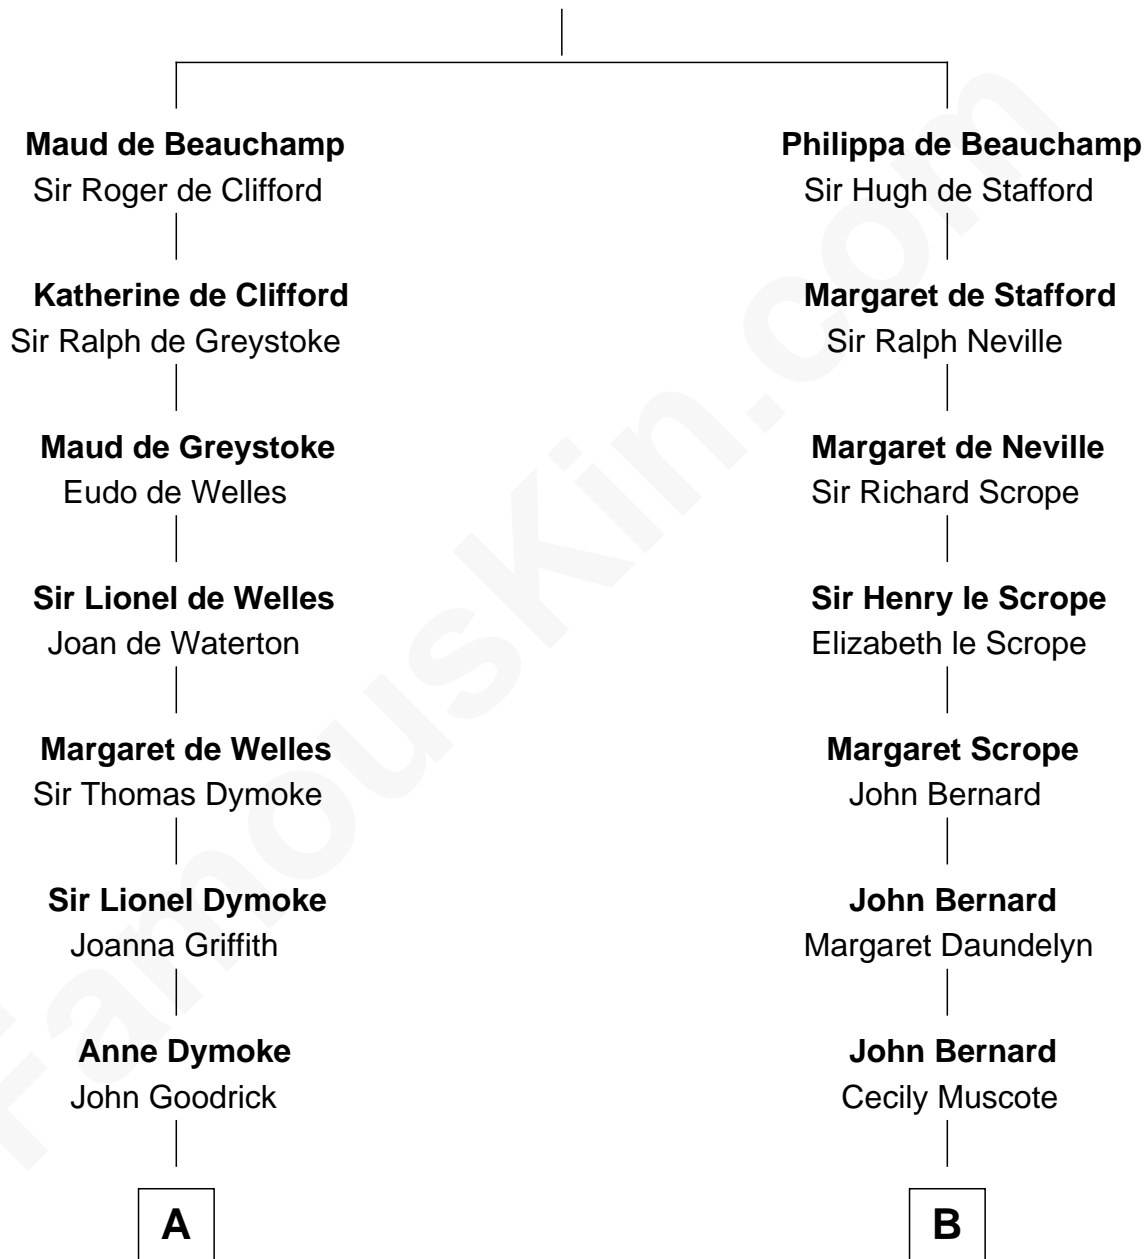 Maud de Beauchamp
Sir Roger de Clifford
Katherine de Clifford
Sir Ralph de Greystoke
Maud de Greystoke
Eudo de Welles
Sir Lionel de Welles
Joan de Waterton
Margaret de Welles
Sir Thomas Dymoke
Sir Lionel Dymoke
Joanna Griffith
Anne Dymoke
John Goodrick
A
Philippa de Beauchamp
Sir Hugh de Stafford
Margaret de Stafford
Sir Ralph Neville
Margaret de Neville
Sir Richard Scrope
Sir Henry le Scrope
Elizabeth le Scrope
Margaret Scrope
John Bernard
John Bernard
Margaret Daundelyn
John Bernard
Cecily Muscote
B
FamousKin.com